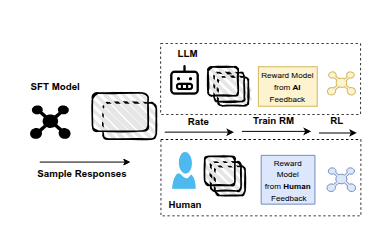 LLM
SFT Model
Reward Model
from AI
Feedback
Rate
Train RM
RL
Sample Responses
Human
Reward
Model
from Human
Feedback